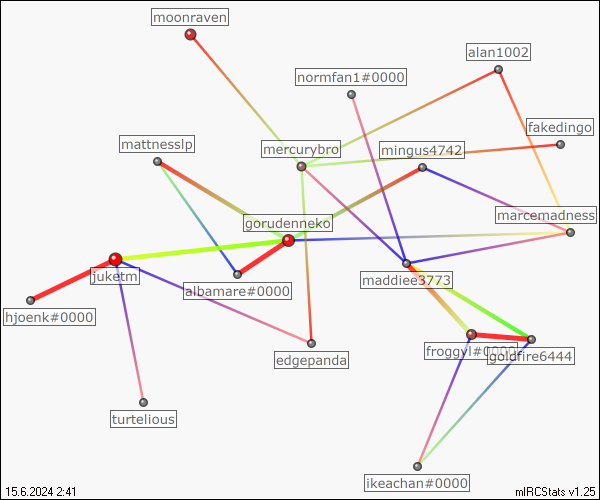 moonraven
alan1002
normfan1#0000
fakedingo
mattnesslp
mercurybro
mingus4742
marcemadness
gorudenneko
juketm
albamare#0000
maddiee3773
hjoenk#0000
edgepanda
froggyl#0000
goldfire6444
turtelious
ikeachan#0000
15.6.2024 2:41
mIRCStats v1.25